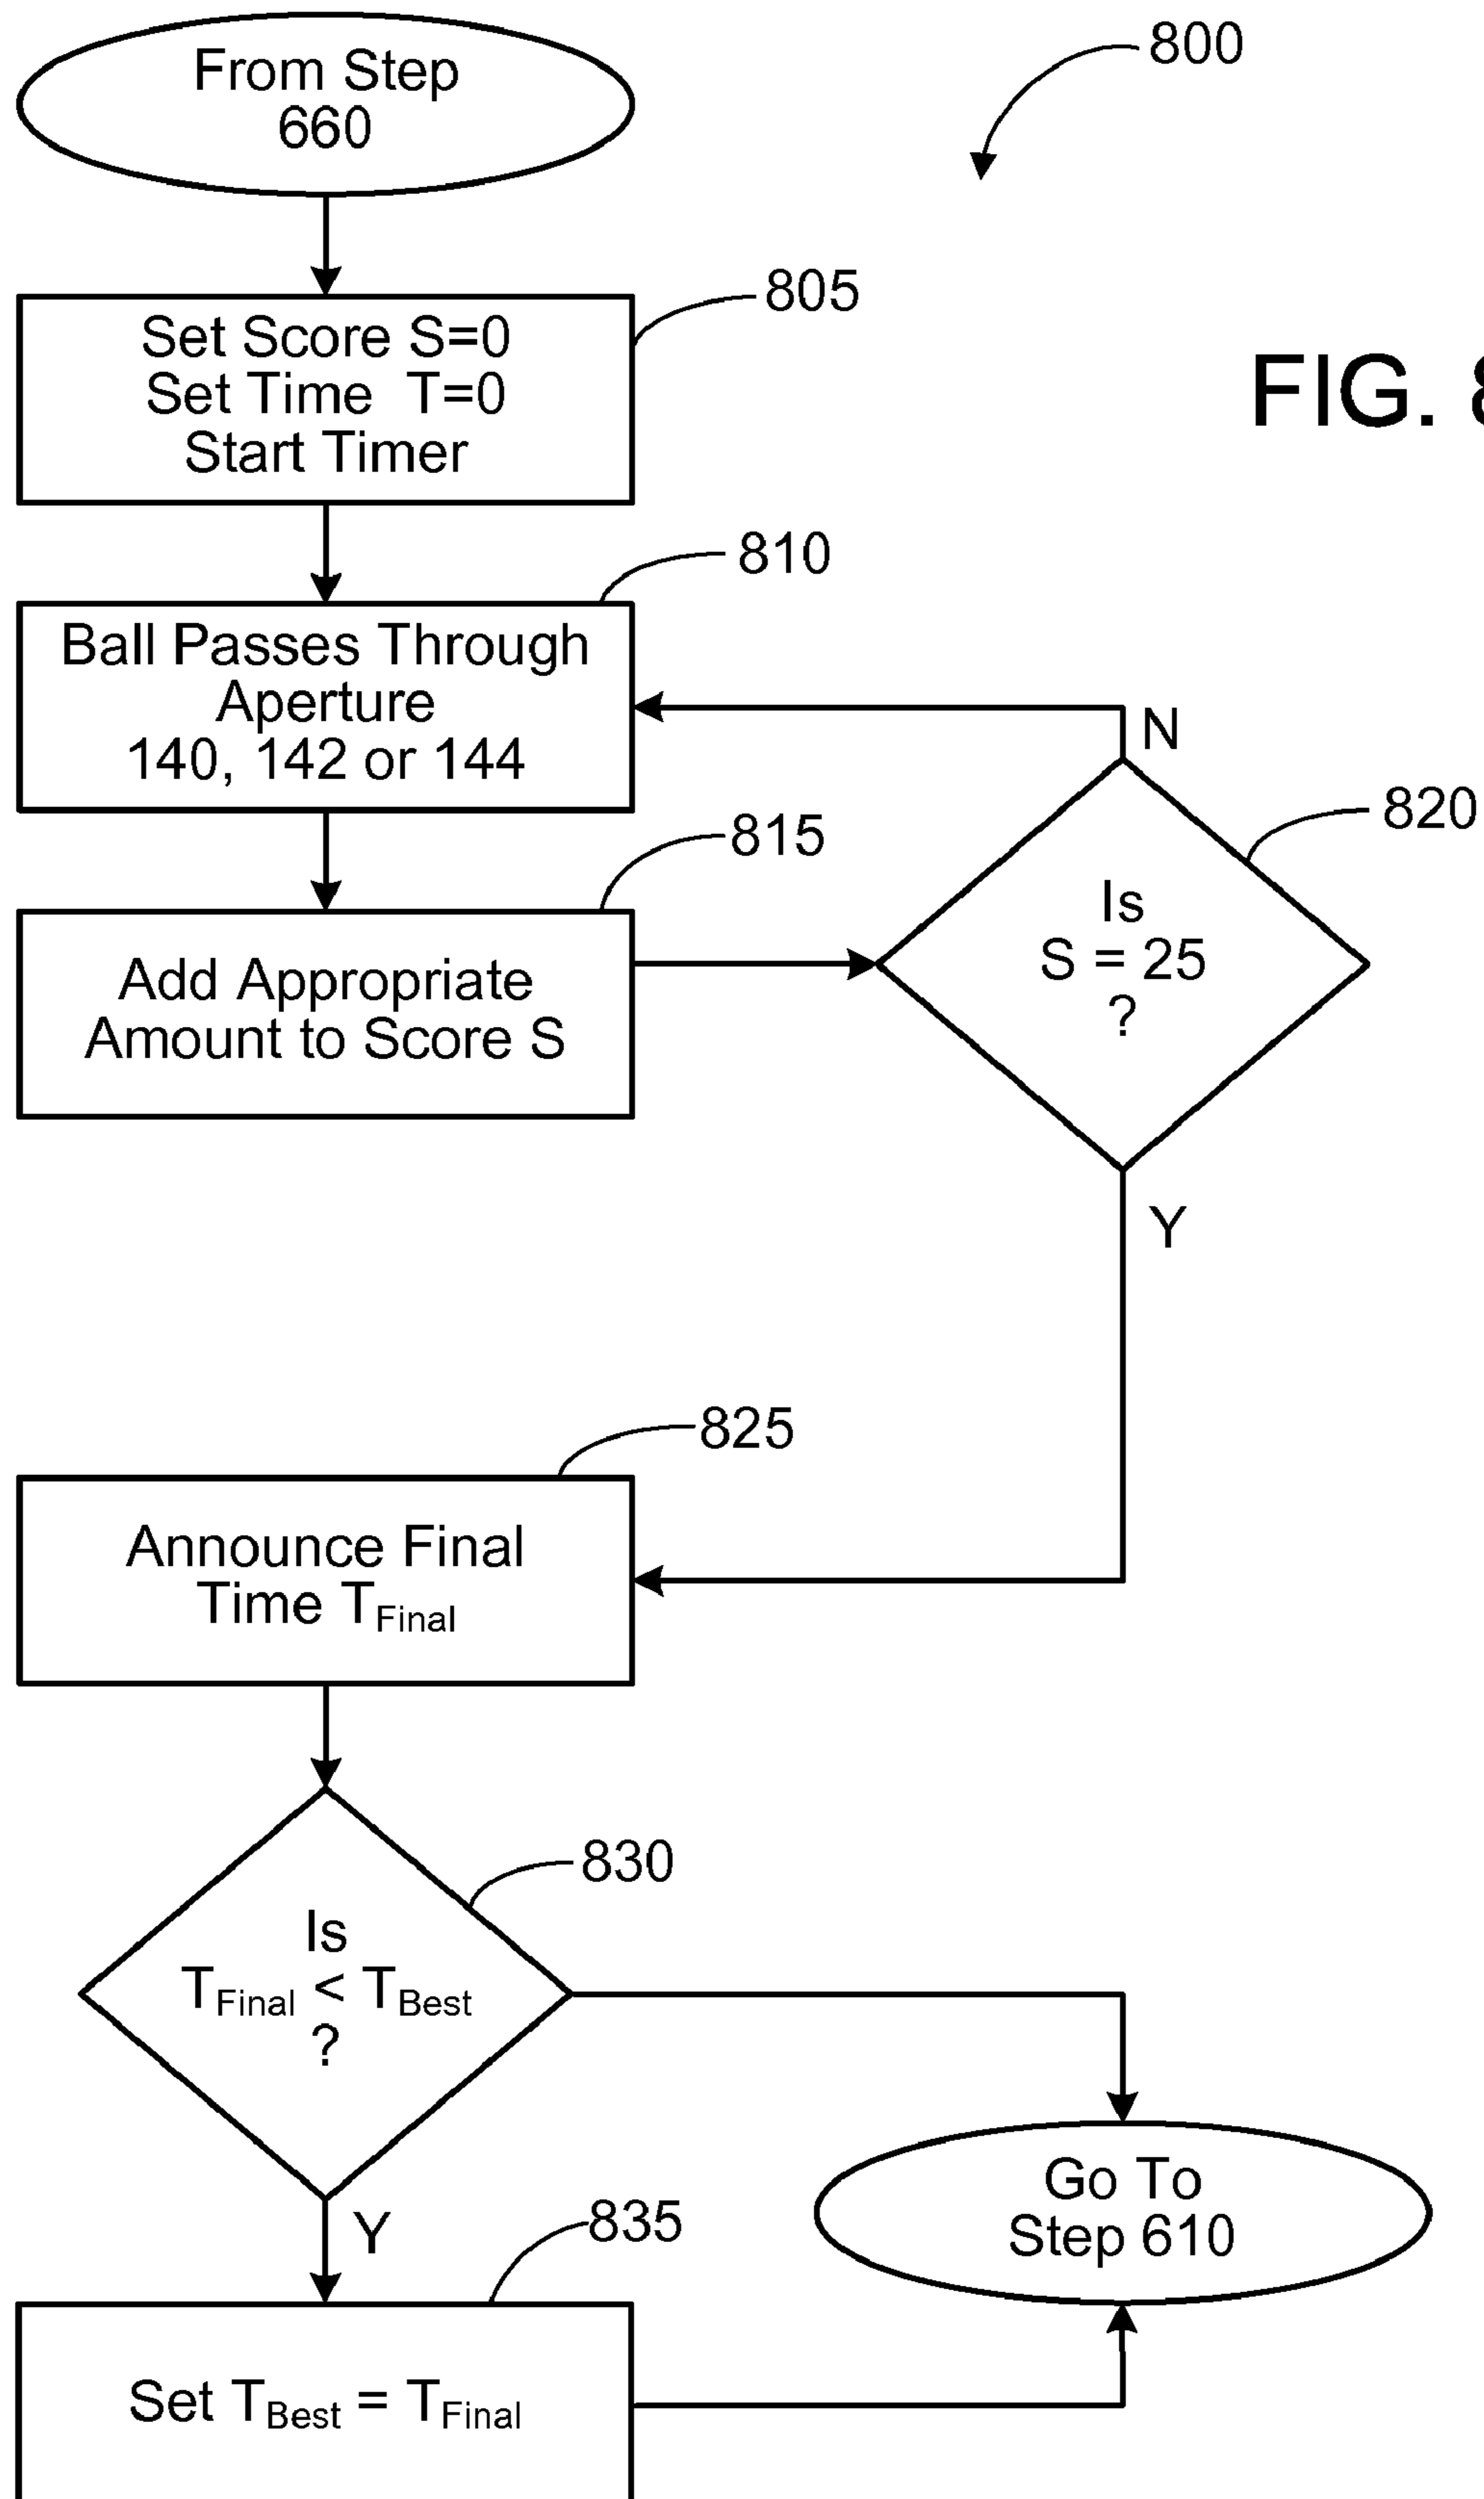 From Step
660
800
Set Score S=0
Set Time T=0
Start Timer
805
FIG. 8
810
Ball Passes Through
Aperture
140, 142 or 144
N
815
820
Add Appropriate
Amount to Score S
Is
S = 25
?
Y
825
Announce Final
Time TFinal
830
Is
TFinal < TBest
?
Y
835
Go To
Step 610
Set TBest = TFinal